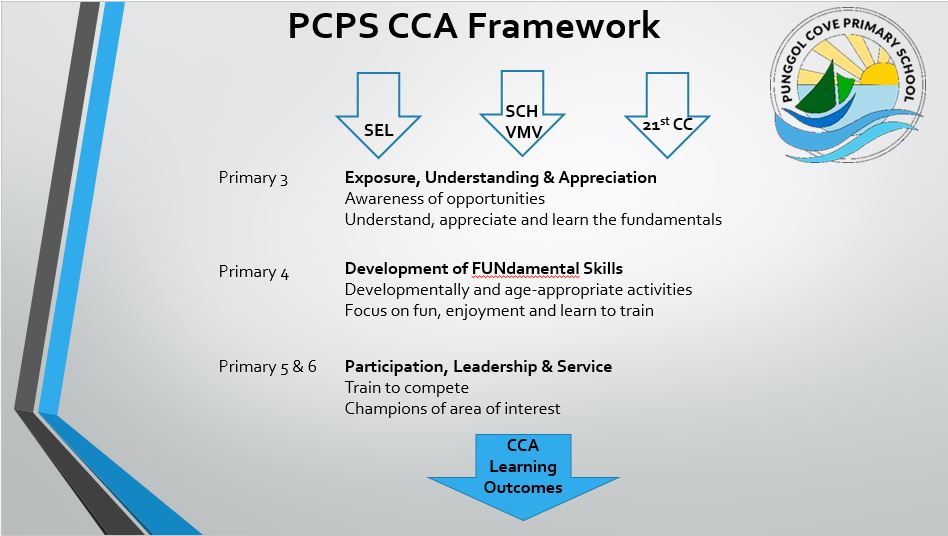 PCPS CCA Framework
PUNGGOL COVE PRIMARY SCHOOL
SEL
SCH
VMV
21st CC
Primary 3
Exposure, Understanding & Appreciation
Awareness of opportunities
Understand, appreciate and learn the fundamentals
Primary 4
Development of FUNdamental Skills
Developmentally and age-appropriate activities
Focus on fun, enjoyment and learn to train
Primary 5 & 6
Participation, Leadership & Service
Train to compete
Champions of area of interest
CCA
Learning
Outcomes